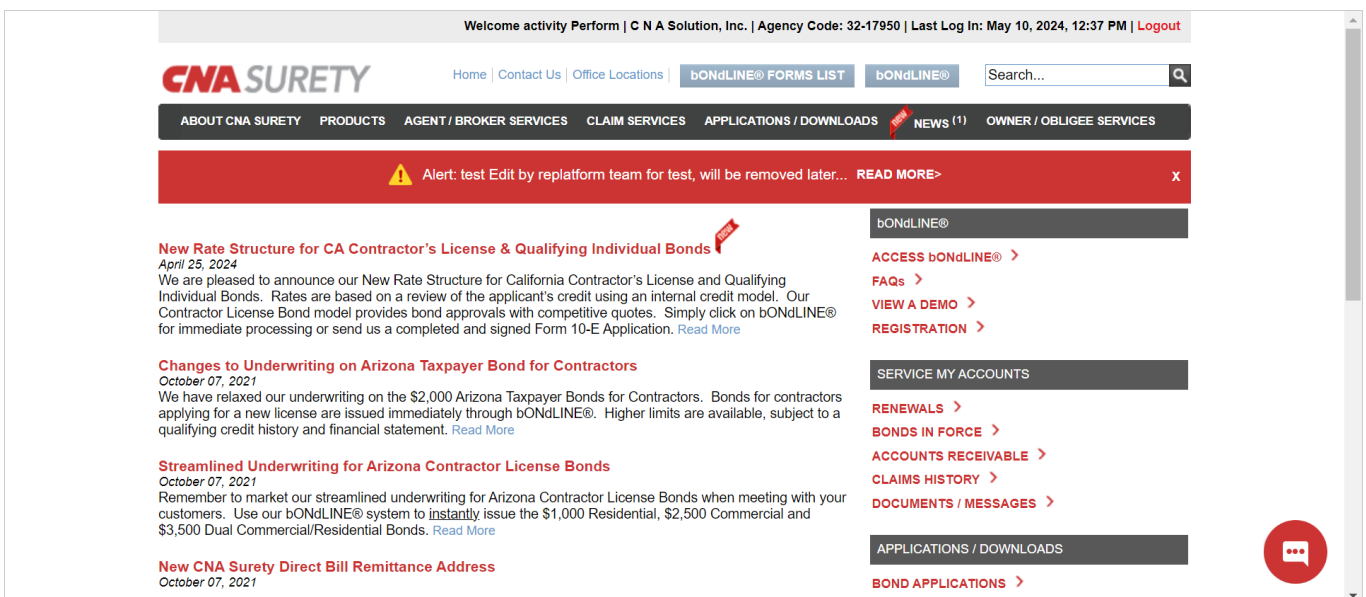 Welcome activity Perform | C N A Solution, Inc. | Agency Code: 32-17950 | Last Log In: May 10, 2024, 12:37 PM | Logout
CNA SURETY
Home | Contact Us | Office Locations | bONdLINE® FORMS LIST bONdLINE® Search...
ABOUT CNA SURETY PRODUCTS AGENT / BROKER SERVICES CLAIM SERVICES APPLICATIONS / DOWNLOADS new NEWS (1) OWNER / OBLIGEE SERVICES
Alert: test Edit by replatform team for test, will be removed later... READ MORE> X
New Rate Structure for CA Contractor’s License & Qualifying Individual Bonds new
April 25, 2024
We are pleased to announce our New Rate Structure for California Contractor’s License and Qualifying
Individual Bonds. Rates are based on a review of the applicant’s credit using an internal credit model. Our
Contractor License Bond model provides bond approvals with competitive quotes. Simply click on bONdLINE®
for immediate processing or send us a completed and signed Form 10-E Application. Read More
Changes to Underwriting on Arizona Taxpayer Bond for Contractors
October 07, 2021
We have relaxed our underwriting on the $2,000 Arizona Taxpayer Bonds for Contractors. Bonds for contractors
applying for a new license are issued immediately through bONdLINE®. Higher limits are available, subject to a
qualifying credit history and financial statement. Read More
Streamlined Underwriting for Arizona Contractor License Bonds
October 07, 2021
Remember to market our streamlined underwriting for Arizona Contractor License Bonds when meeting with your
customers. Use our bONdLINE® system to instantly issue the $1,000 Residential, $2,500 Commercial and
$3,500 Dual Commercial/Residential Bonds. Read More
New CNA Surety Direct Bill Remittance Address
October 07, 2021
bONdLINE®
ACCESS bONdLINE®
FAQs
VIEW A DEMO
REGISTRATION
SERVICE MY ACCOUNTS
RENEWALS
BONDS IN FORCE
ACCOUNTS RECEIVABLE
CLAIMS HISTORY
DOCUMENTS / MESSAGES
APPLICATIONS / DOWNLOADS
BOND APPLICATIONS